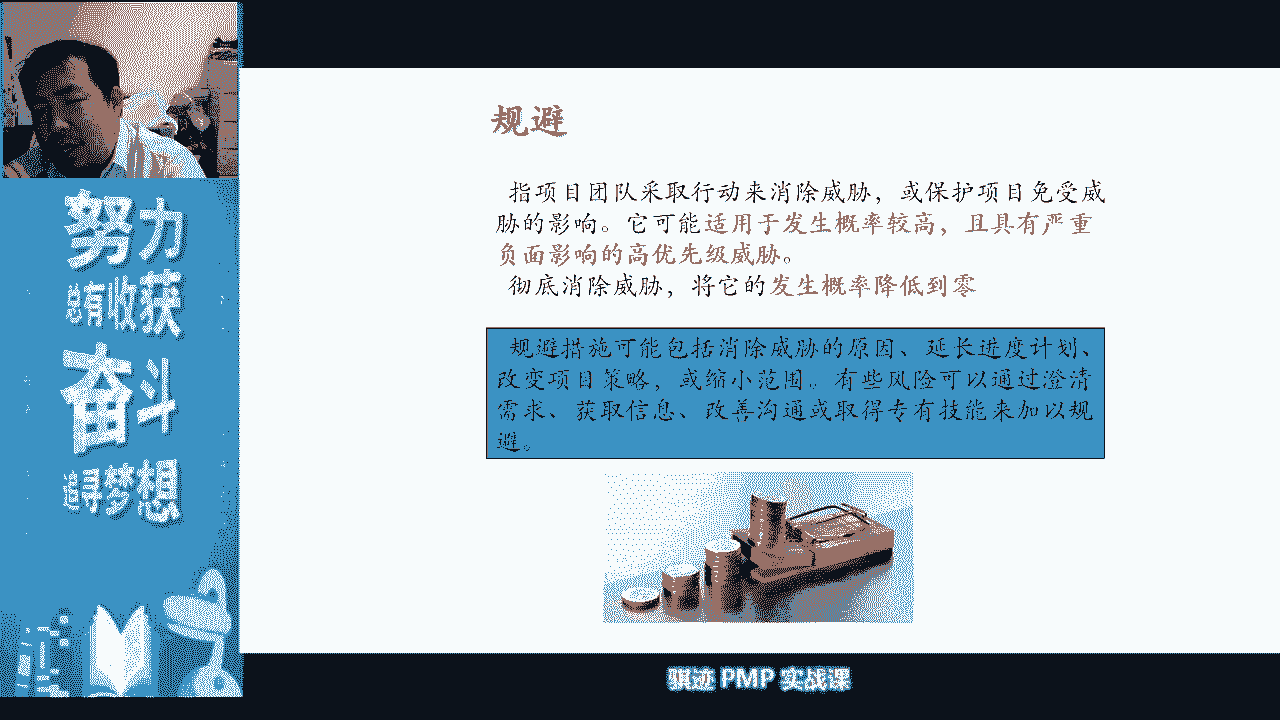 规避
指项目团队采取行动来消除威胁，或保护项目免受威
胁的影响。它可能适用于发生概率较高，且具有严重
负面影响的高优先级威胁。
彻底消除威胁，将它的发生概率降低到零
规避措施可能包括消除威胁的原因、延长进度计划、
改变项目策略，或缩小范围。有些风险可以通过澄清
需求、获取信息、改善沟通或取得专有技能来加以规
避。
努力
总有收获
奋斗
追寻梦想
骐迹 PMP 实战课